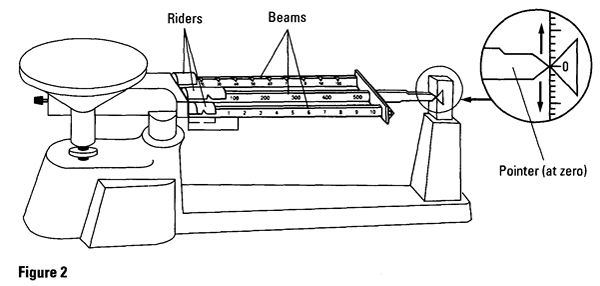 Riders
Beams
100 200 300 400 500
1 2 3 4 5 6 7 8 9 10
0
Pointer (at zero)
Figure 2